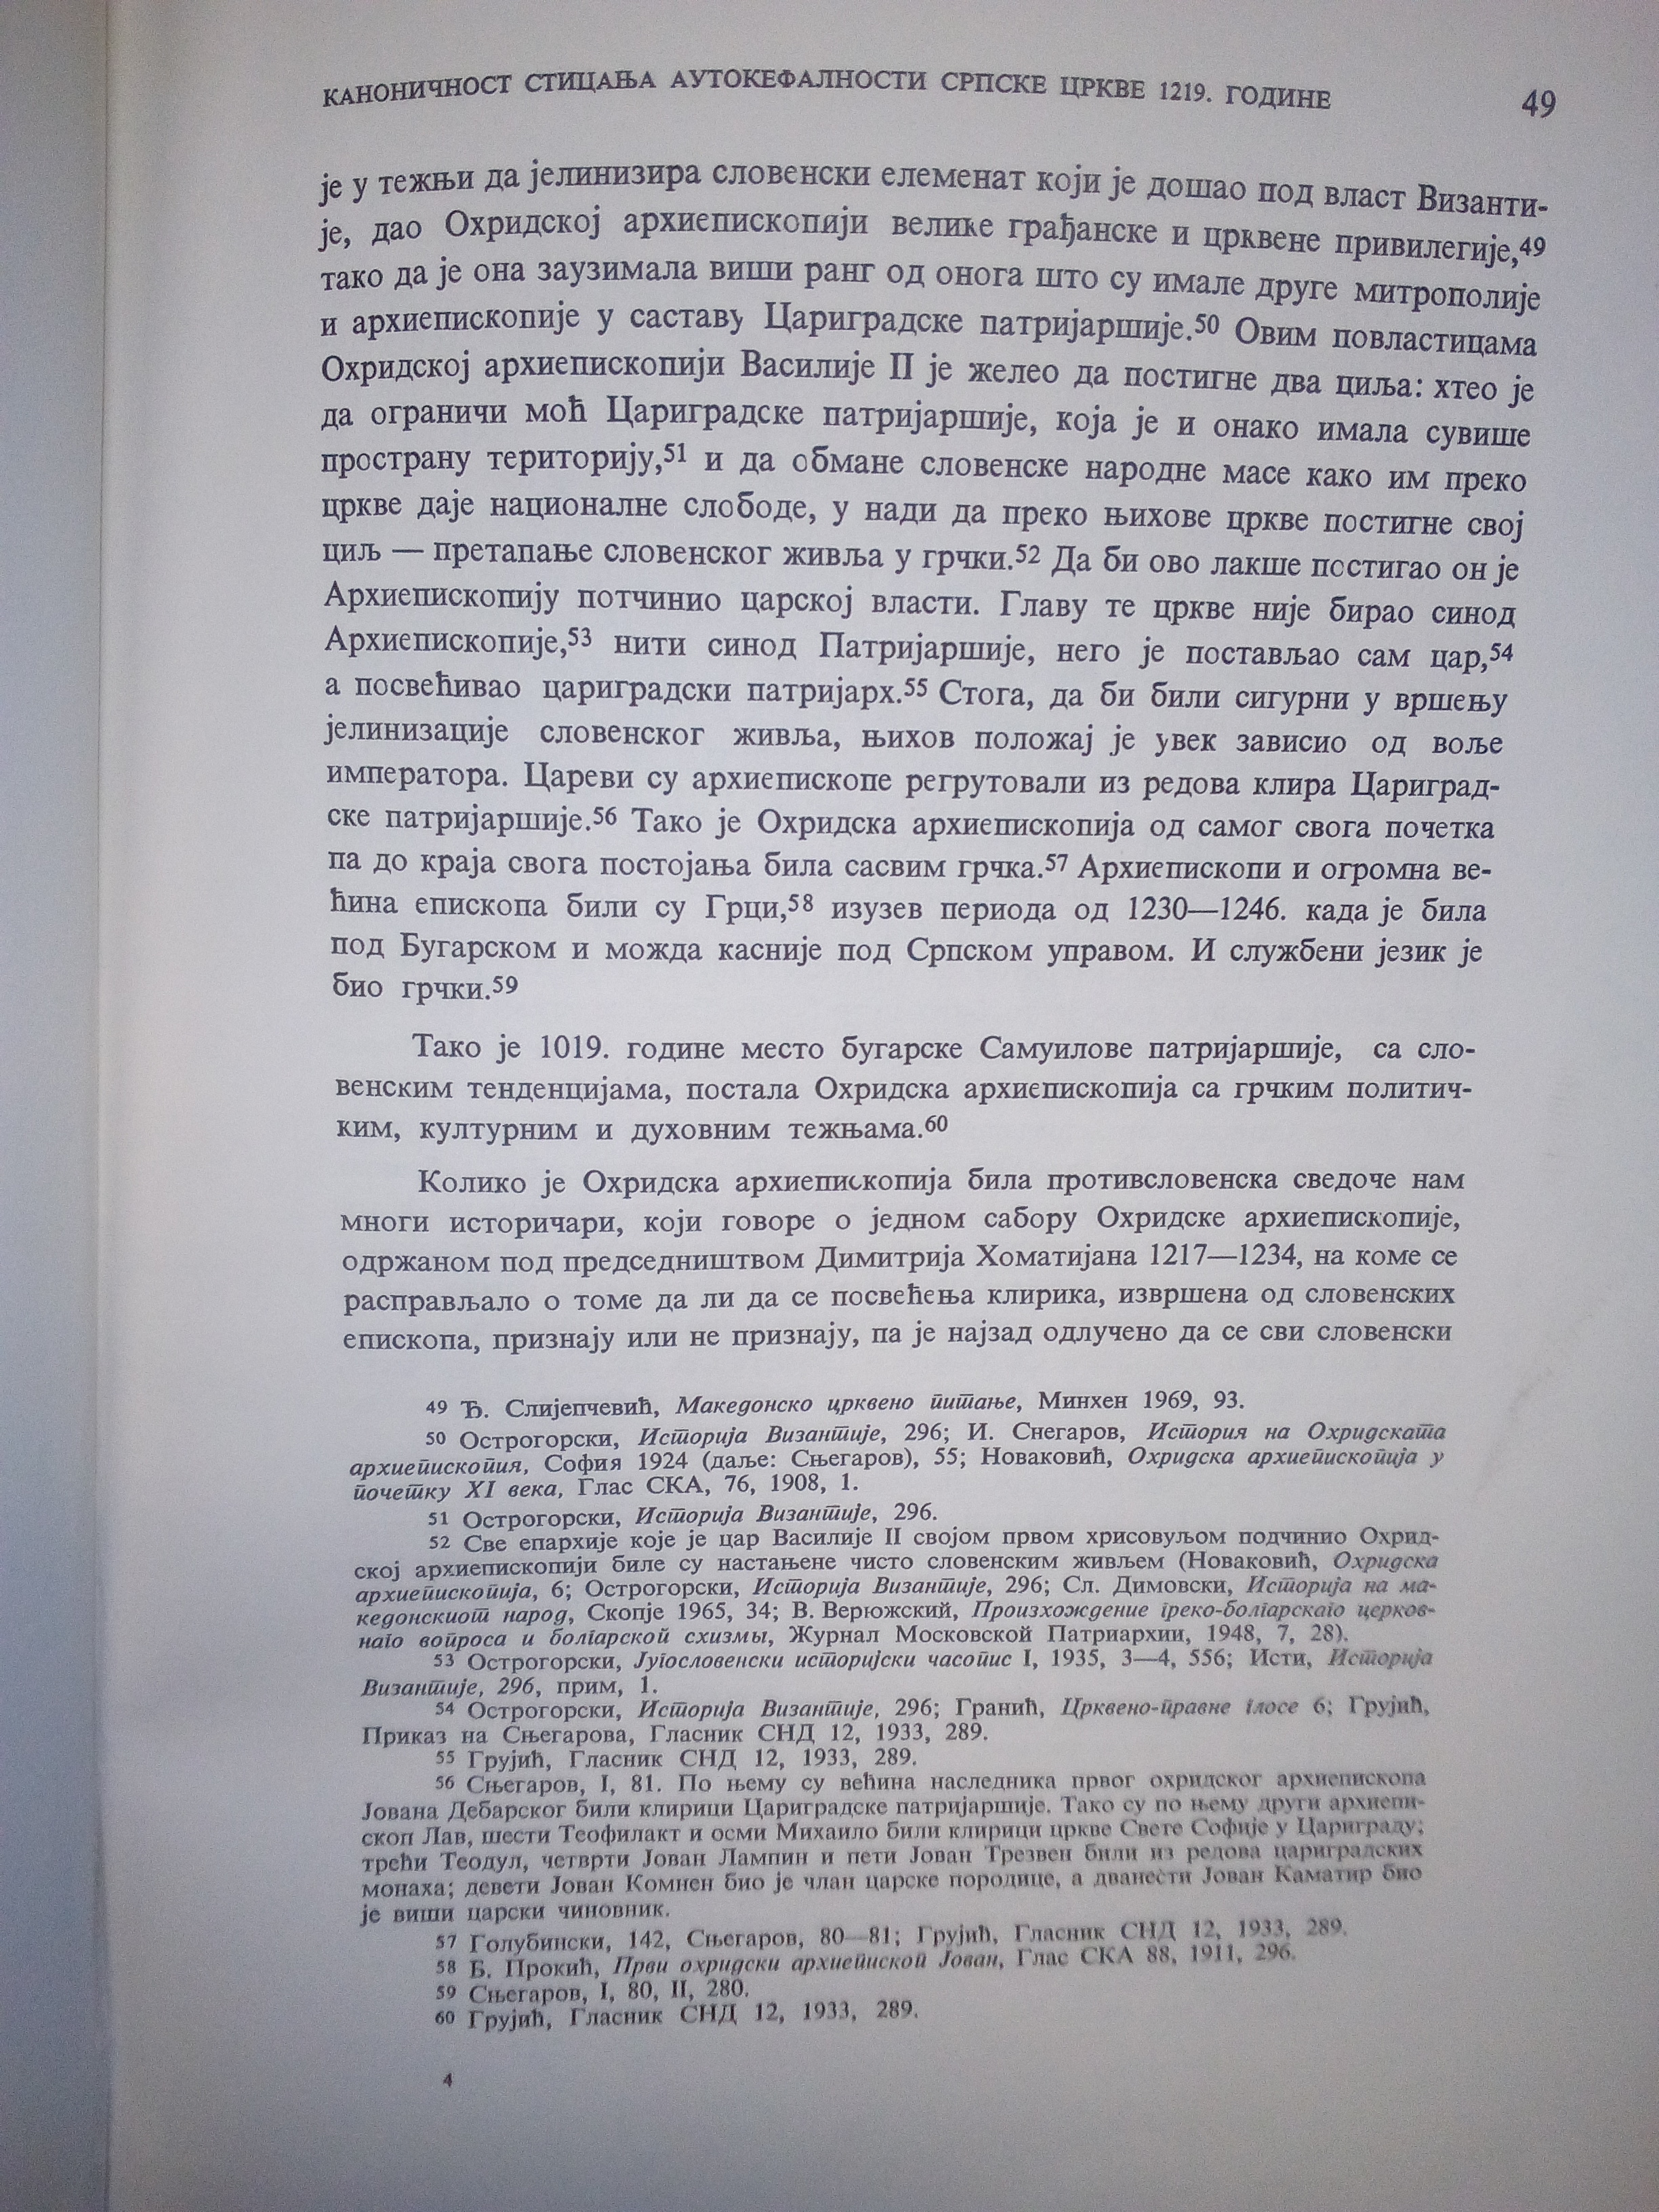 КАНОНИЧНОСТ СТИЦАЊА АУТОКЕФАЛНОСТИ СРПСКЕ ЦРКВЕ 1219. ГОДИНЕ 49
је у тежњи да јелинизира словенски елеменат који је дошао под власт Византи-
је, дао Охридској архиепископији велике грађанске и црквене привилегије,49
тако да је она заузимала виши ранг од онога што су имале друге митрополије
и архиепископије у саставу Цариградске патријаршије.50 Овим повластицама
Охридској архиепископији Василије II је желео да постигне два циља: хтео је
да ограничи моћ Цариградске патријаршије, која је и онако имала сувише
пространу територију,51 и да обмане словенске народне масе како им преко
цркве даје националне слободе, у нади да преко њихове цркве постигне свој
циљ — претапање словенског живља у грчки.52 Да би ово лакше постигао он је
Архиепископију потчинио царској власти. Главу те цркве није бирао синод
Архиепископије,53 нити синод Патријаршије, него је постављао сам цар,54
а посвећивао цариградски патријарх.55 Стога, да би били сигурни у вршењу
јелинизације словенског живља, њихов положај је увек зависио од воље
императора. Цареви су архиепископе регрутовали из редова клира Цариград-
ске патријаршије.56 Тако је Охридска архиепископија од самог свога почетка
па до краја свога постојања била сасвим грчка.57 Архиепископи и огромна ве-
ћина епископа били су Грци,58 изузев периода од 1230—1246. када је била
под Бугарском и можда касније под Српском управом. И службени језик је
био грчки.59
Тако је 1019. године место бугарске Самуилове патријаршије, са сло-
венским тенденцијама, постала Охридска архиепископија са грчким политич-
ким, културним и духовним тежњама.60
Колико је Охридска архиепископија била противсловенска сведоче нам
многи историчари, који говоре о једном сабору Охридске архиепископије,
одржаном под председништвом Димитрија Хоматијана 1217—1234, на коме се
расправљало о томе да ли да се посвећења клирика, извршена од словенских
епископа, признају или не признају, па је најзад одлучено да се сви словенски
49 Ђ. Слијепчевић, Македонско црквено питање, Минхен 1969, 93.
50 Острогорски, Историја Византије, 296; И. Снегаров, История на Охридската
архиепископия, София 1924 (даље: Сњегаров), 55; Новаковић, Охридска архиепископија у
почетку XI века, Глас СКА, 76, 1908, 1.
51 Острогорски, Историја Византије, 296.
52 Све епархије које је цар Василије II својом првом хрисовуљом подчинио Охрид-
ској архиепископији биле су настањене чисто словенским живљем (Новаковић, Охридска
архиепископија, 6; Острогорски, Историја Византије, 296; Сл. Димовски, Историја на ма-
кедонскиот народ, Скопје 1965, 34; В. Верюжский, Произхождение греко-болгарскаго церков-
наго вопроса и болгарской схизмы, Журнал Московской Патриархии, 1948, 7, 28).
53 Острогорски, Југословенски историјски часопис I, 1935, 3—4, 556; Исти, Историја
Византије, 296, прим, 1.
54 Острогорски, Историја Византије, 296; Гранић, Црквено-правне глосе 6; Грујић,
Приказ на Сњегарова, Гласник СНД 12, 1933, 289.
55 Грујић, Гласник СНД 12, 1933, 289.
56 Сњегаров, I, 81. По њему су већина наследника првог охридског архиепископа
Јована Дебарског били клирици Цариградске патријаршије. Тако су по њему други архиепи-
скоп Лав, шести Теофилакт и осми Михаило били клирици цркве Свете Софије у Цариграду;
трећи Теодул, четврти Јован Лампин и пети Јован Трезвен били из редова цариградских
монаха; девети Јован Комнен био је члан царске породице, а дванести Јован Каматир био
је виши царски чиновник.
57 Голубински, 142, Сњегаров, 80—81; Грујић, Гласник СНД 12, 1933, 289.
58 Б. Прокић, Први охридски архиепископ Јован, Глас СКА 88, 1911, 296.
59 Сњегаров, I, 80, II, 280.
60 Грујић, Гласник СНД 12, 1933, 289.
4